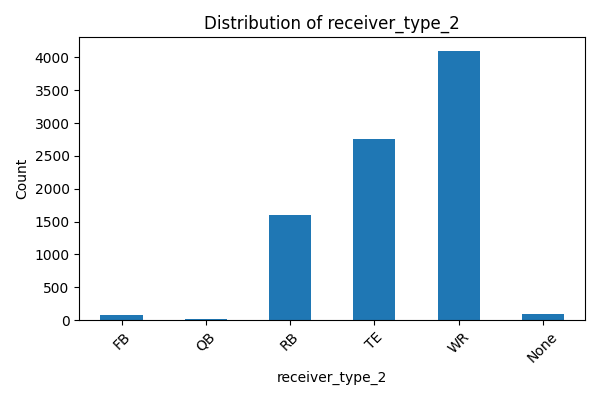 Distribution of receiver_type_2
4000
3500
3000
2500
2000
1500
1000
500
0
Count
FB
QB
RB
TE
WR
None
receiver_type_2